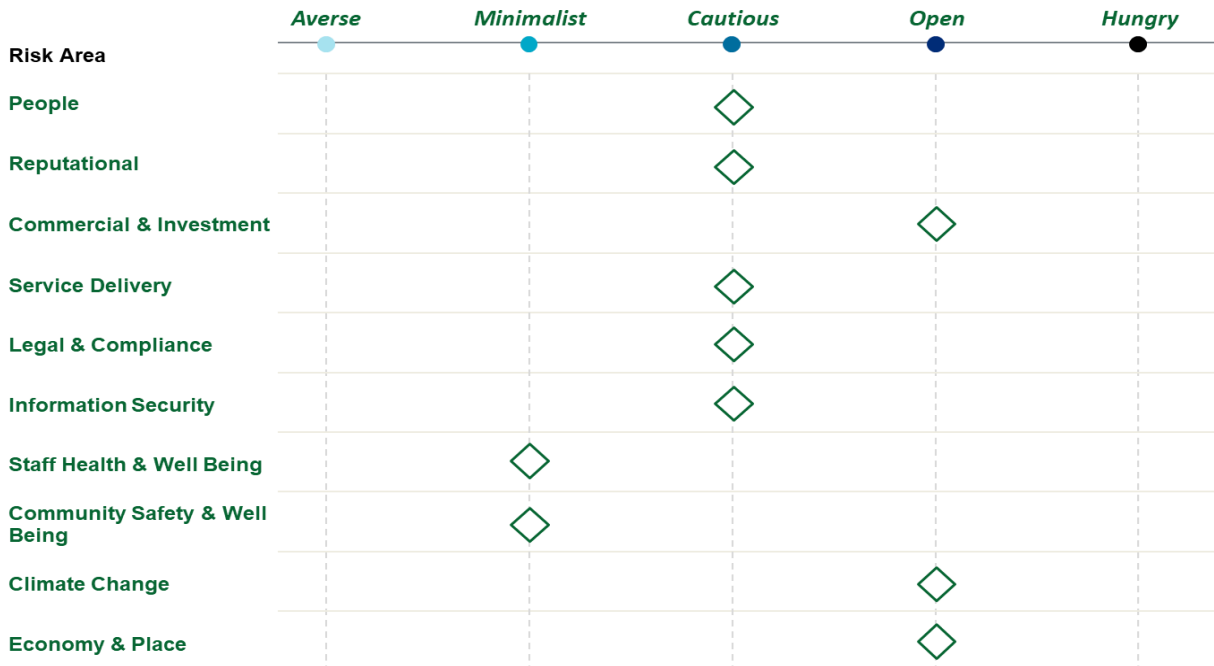 Averse Minimalist Cautious Open Hungry
Risk Area
People
Reputational
Commercial & Investment
Service Delivery
Legal & Compliance
Information Security
Staff Health & Well Being
Community Safety & Well
Being
Climate Change
Economy & Place